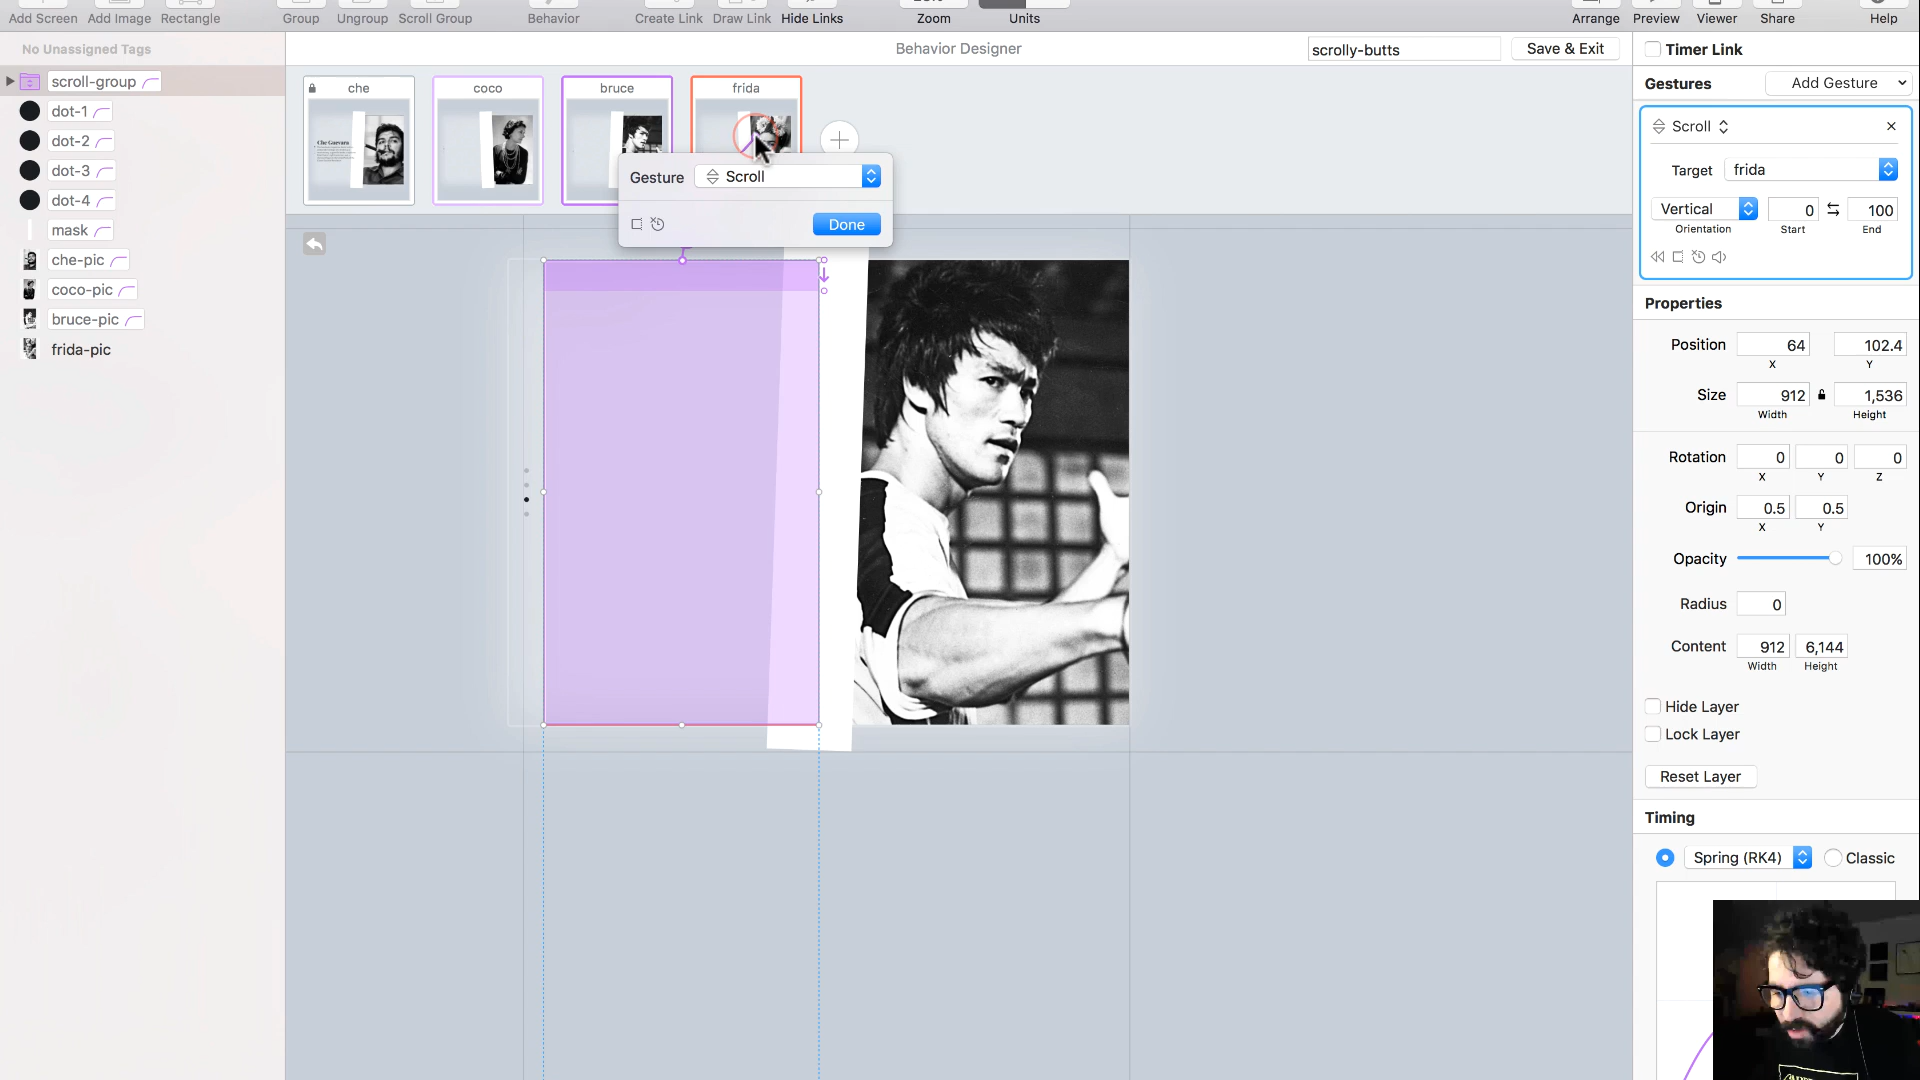 Add Screen Add Image Rectangle Group Ungroup Scroll Group Behavior Create Link Draw Link Hide Links Zoom Units Arrange Preview Viewer Share Help
No Unassigned Tags
scroll-group
dot-1
dot-2
dot-3
dot-4
mask
che-pic
coco-pic
bruce-pic
frida-pic
Behavior Designer
scrolly-butts
Save & Exit
che
coco
bruce
frida
Che Guevara
Gesture
Scroll
Done
Timer Link
Gestures
Add Gesture
Scroll
Target frida
Vertical 0 100
Orientation Start End
Properties
Position 64 102.4
X Y
Size 912 1,536
Width Height
Rotation 0 0 0
X Y Z
Origin 0.5 0.5
X Y
Opacity 100%
Radius 0
Content 912 6,144
Width Height
Hide Layer
Lock Layer
Reset Layer
Timing
Spring (RK4) Classic